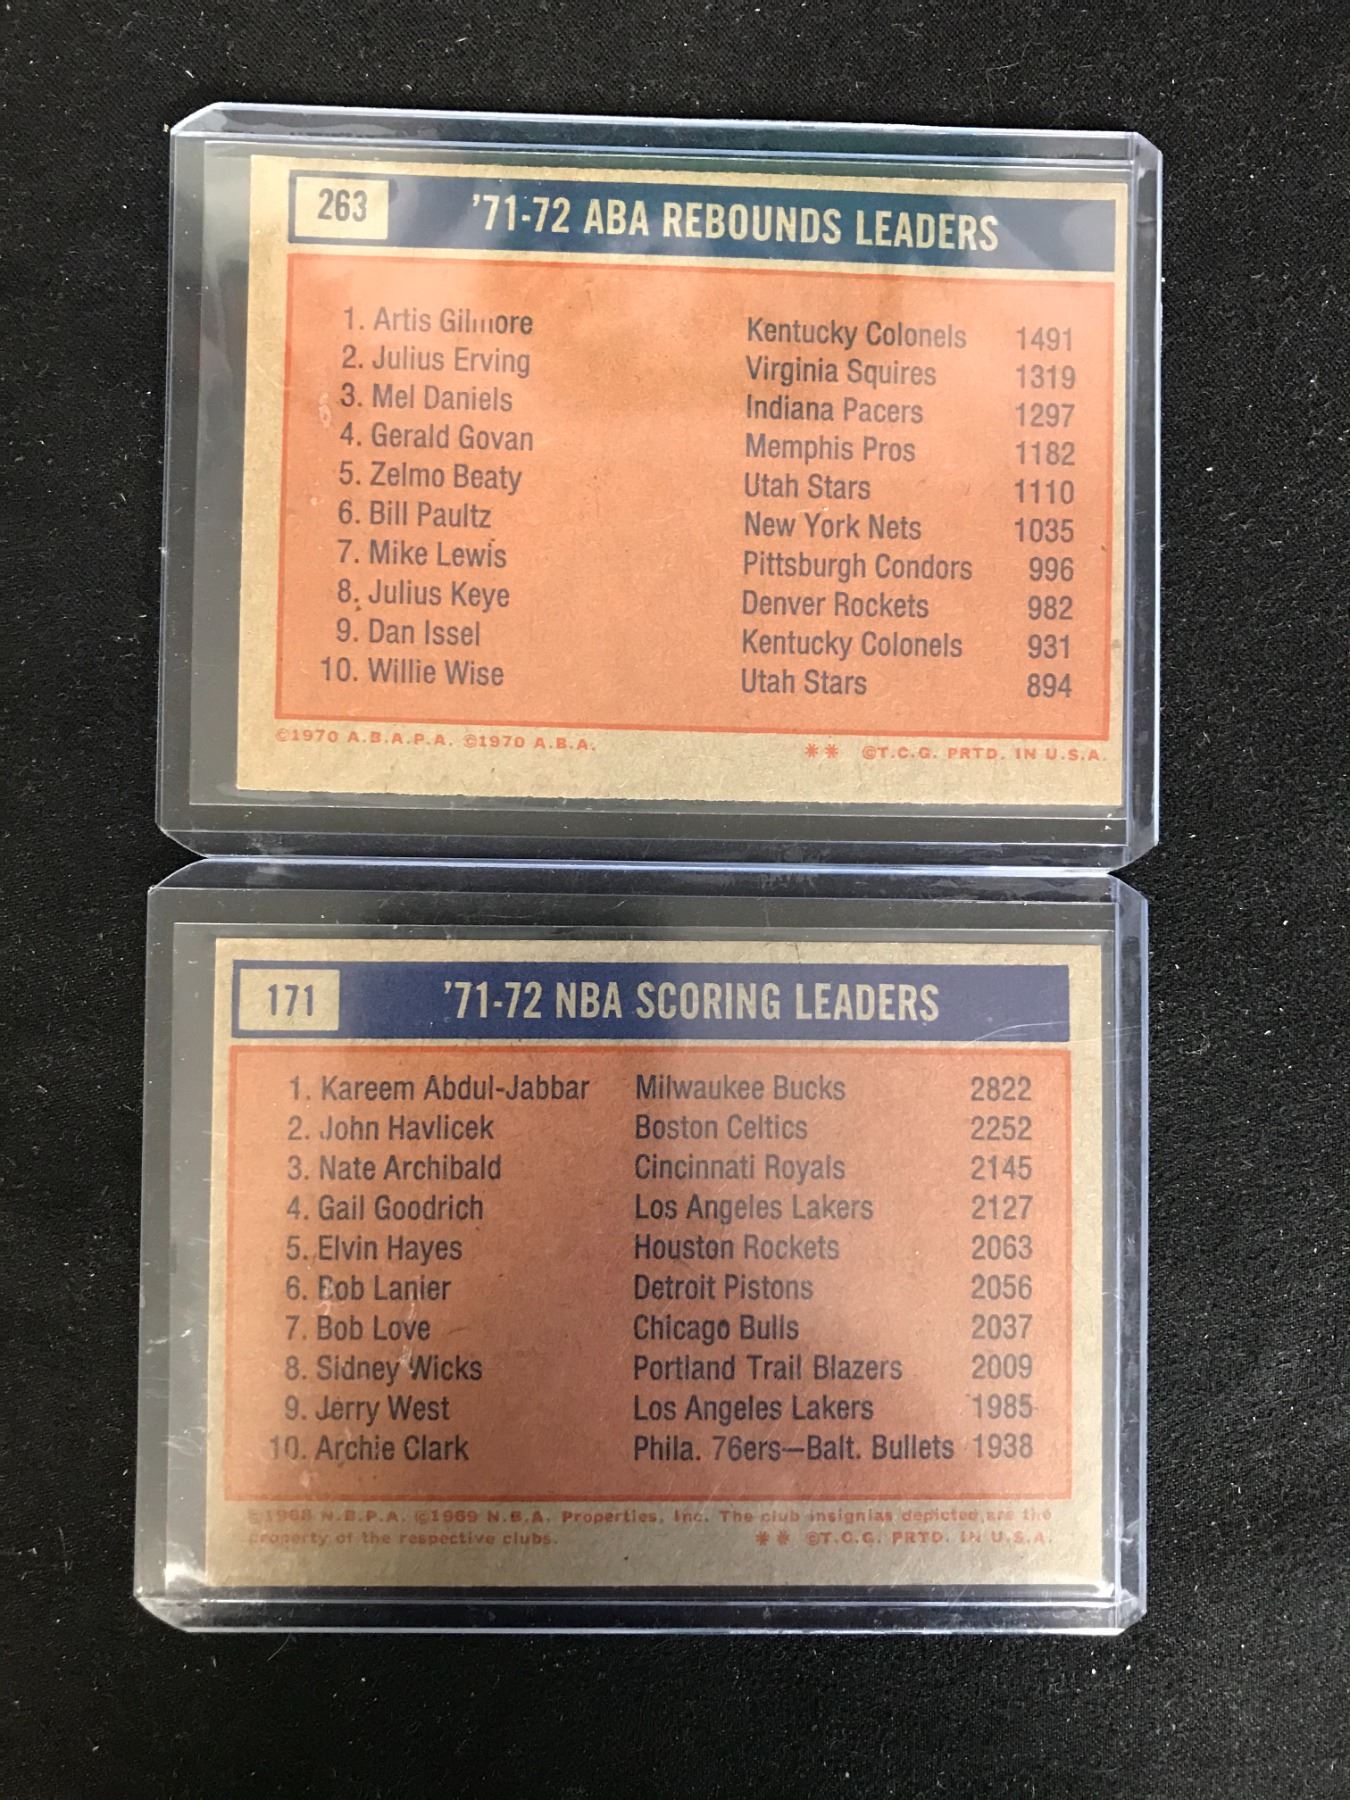 263 '71-72 ABA REBOUNDS LEADERS
1. Artis Gilmore Kentucky Colonels 1491
2. Julius Erving Virginia Squires 1319
3. Mel Daniels Indiana Pacers 1297
4. Gerald Govan Memphis Pros 1182
5. Zelmo Beaty Utah Stars 1110
6. Bill Paultz New York Nets 1035
7. Mike Lewis Pittsburgh Condors 996
8. Julius Keye Denver Rockets 982
9. Dan Issel Kentucky Colonels 931
10. Willie Wise Utah Stars 894
©1970 A.B.A.P.A. ©1970 A.B.A. ** ©T.C.G. PRTD. IN U.S.A.
171 '71-72 NBA SCORING LEADERS
1. Kareem Abdul-Jabbar Milwaukee Bucks 2822
2. John Havlicek Boston Celtics 2252
3. Nate Archibald Cincinnati Royals 2145
4. Gail Goodrich Los Angeles Lakers 2127
5. Elvin Hayes Houston Rockets 2063
6. Bob Lanier Detroit Pistons 2056
7. Bob Love Chicago Bulls 2037
8. Sidney Wicks Portland Trail Blazers 2009
9. Jerry West Los Angeles Lakers 1985
10. Archie Clark Phila. 76ers—Balt. Bullets 1938
©1968 N.B.P.A. ©1969 N.B.A. Properties, Inc. The club insignias depicted are the
property of the respective clubs. ** ©T.C.G. PRTD. IN U.S.A.